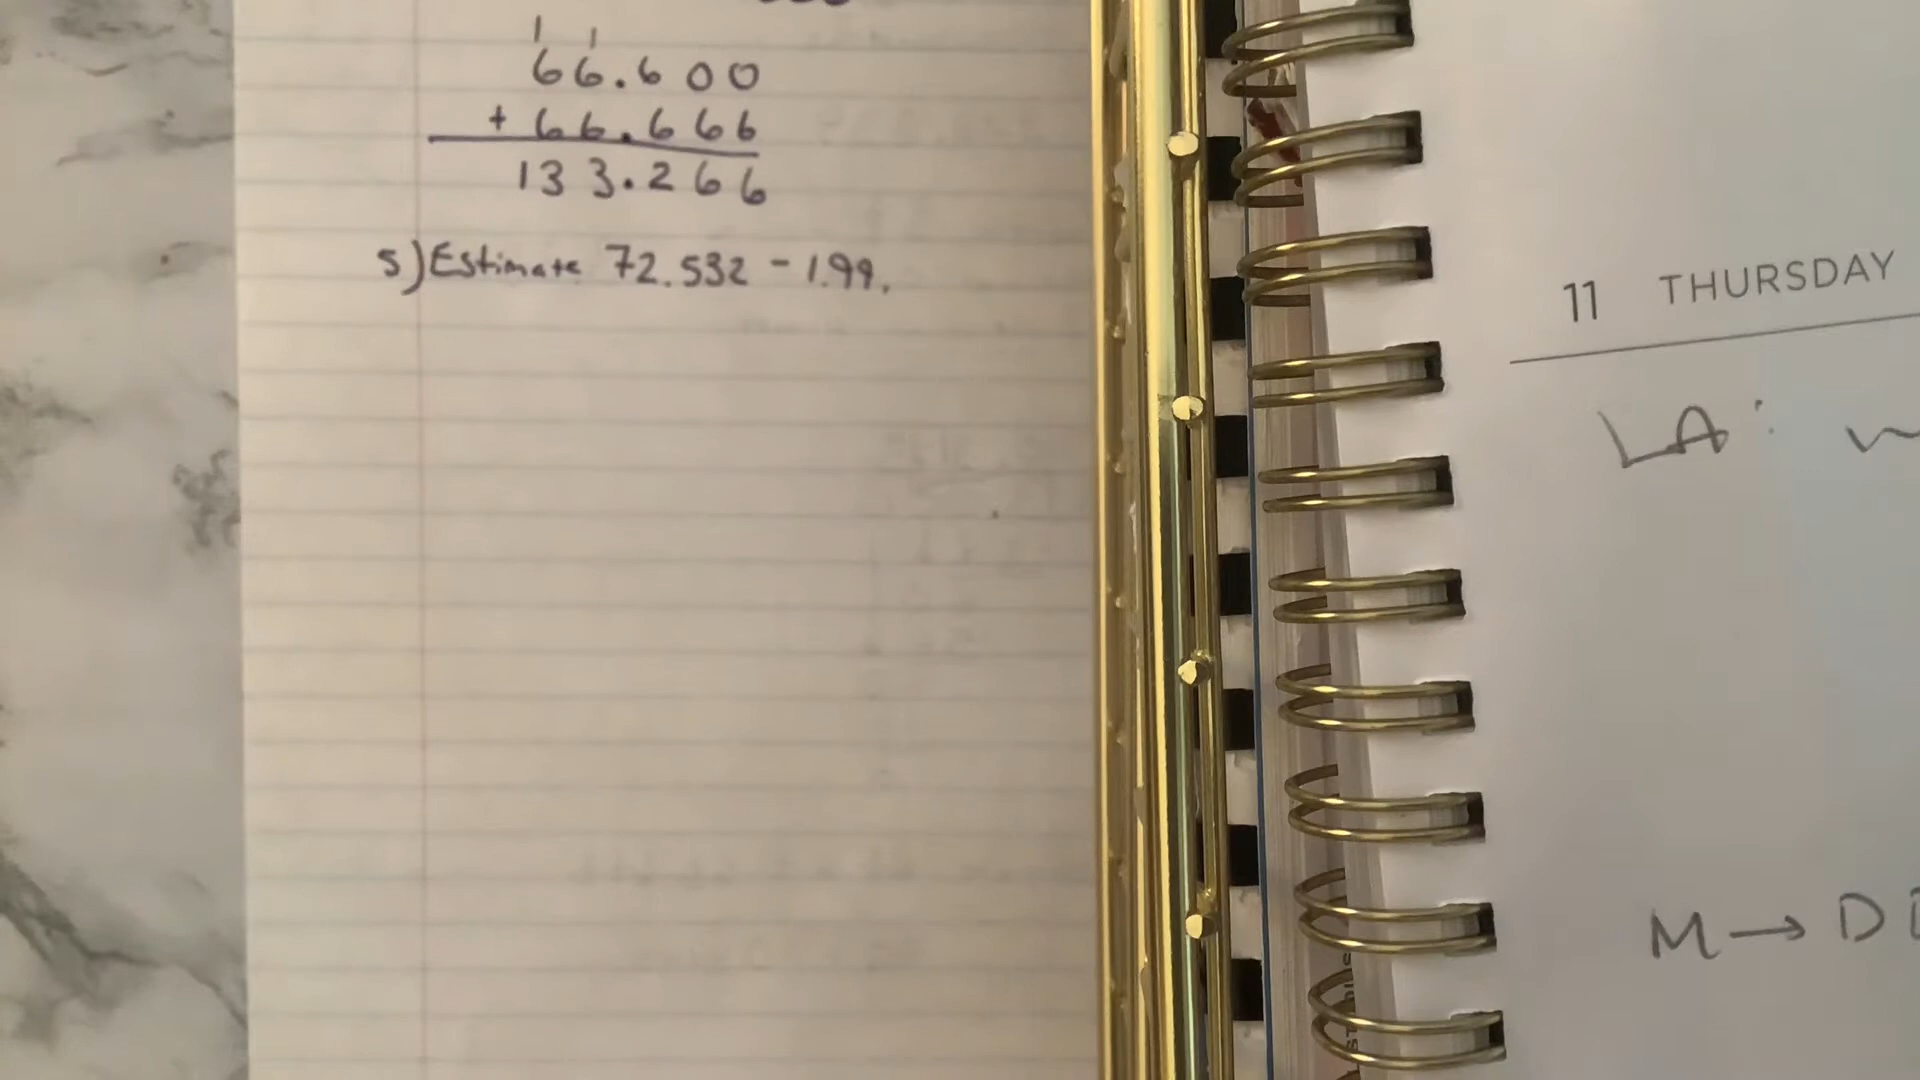 1 1
66.600
+ 66.666
133.266
5) Estimate 72.532 - 1.99.
11 THURSDAY
LA:
M → D